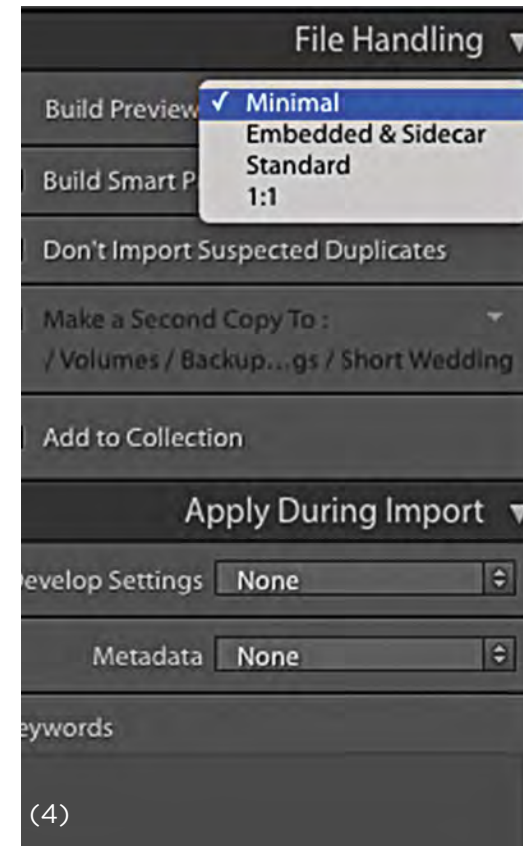 File Handling
Build Preview
✓ Minimal
Embedded & Sidecar
Standard
1:1
Build Smart P
Don't Import Suspected Duplicates
Make a Second Copy To :
/ Volumes / Backup...gs / Short Wedding
Add to Collection
Apply During Import
evelop Settings None
Metadata None
eywords
(4)